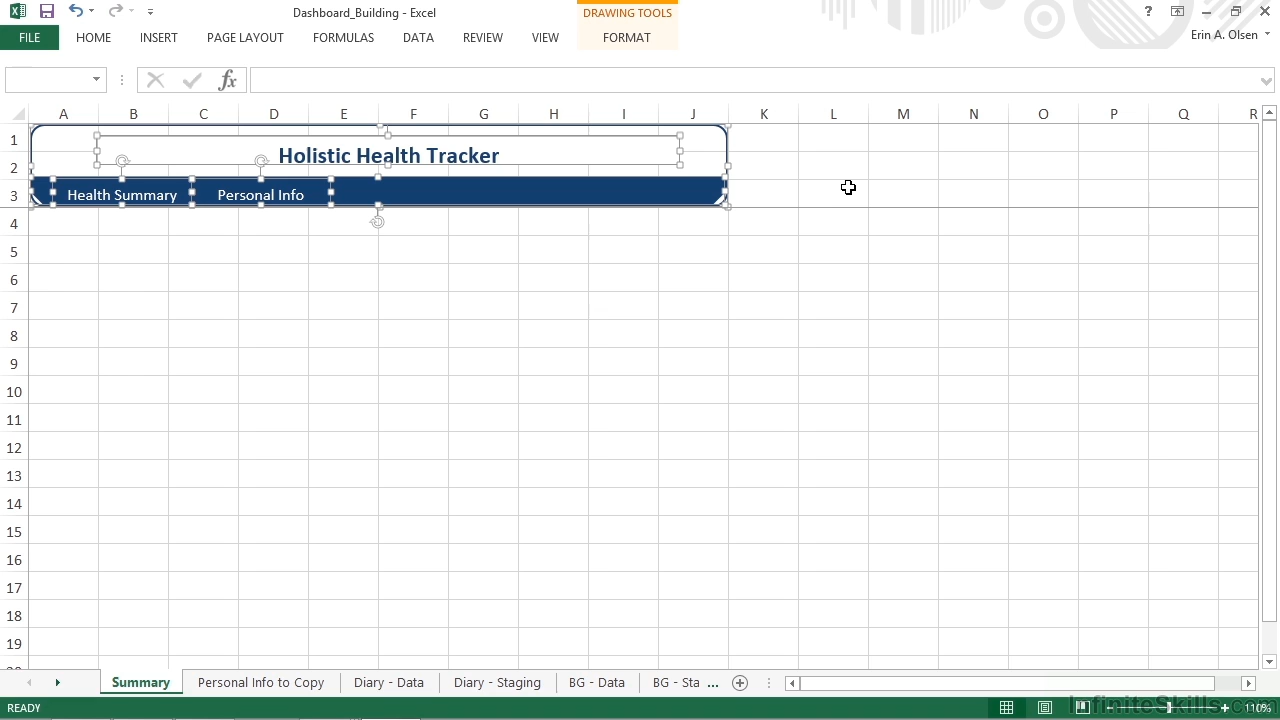 Dashboard_Building - Excel
DRAWING TOOLS
?
Erin A. Olsen
FILE HOME INSERT PAGE LAYOUT FORMULAS DATA REVIEW VIEW FORMAT
fx
A B C D E F G H I J K L M N O P Q R
1
Holistic Health Tracker
2
Health Summary Personal Info
3
4
5
6
7
8
9
10
11
12
13
14
15
16
17
18
19
Summary Personal Info to Copy Diary - Data Diary - Staging BG - Data BG - Sta ...
READY 110%
InfiniteSkills.com